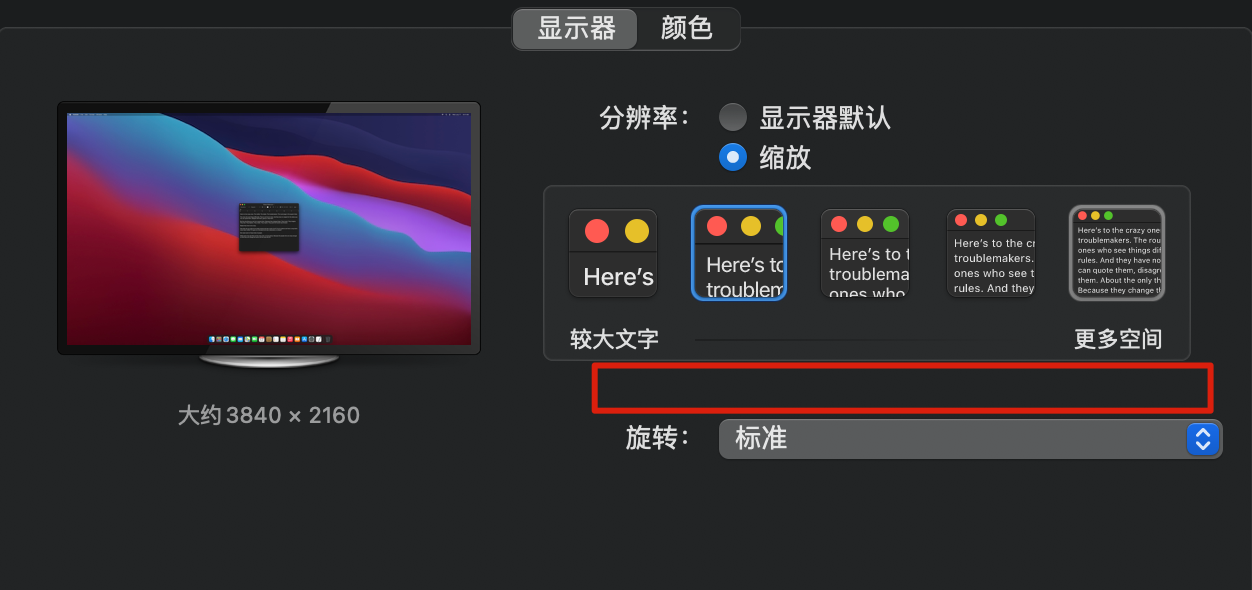 显示器 颜色
分辨率： 显示器默认
缩放
Here's
Here's to
troublem
Here's to t
troublema
ones who
Here's to the cr
troublemakers.
ones who see t
rules. And they
Here's to the crazy one
troublemakers. The rou
ones who see things dif
rules. And they have no
can quote them, disagre
them. About the only th
Because they change t
较大文字 更多空间
大约 3840 × 2160
旋转： 标准